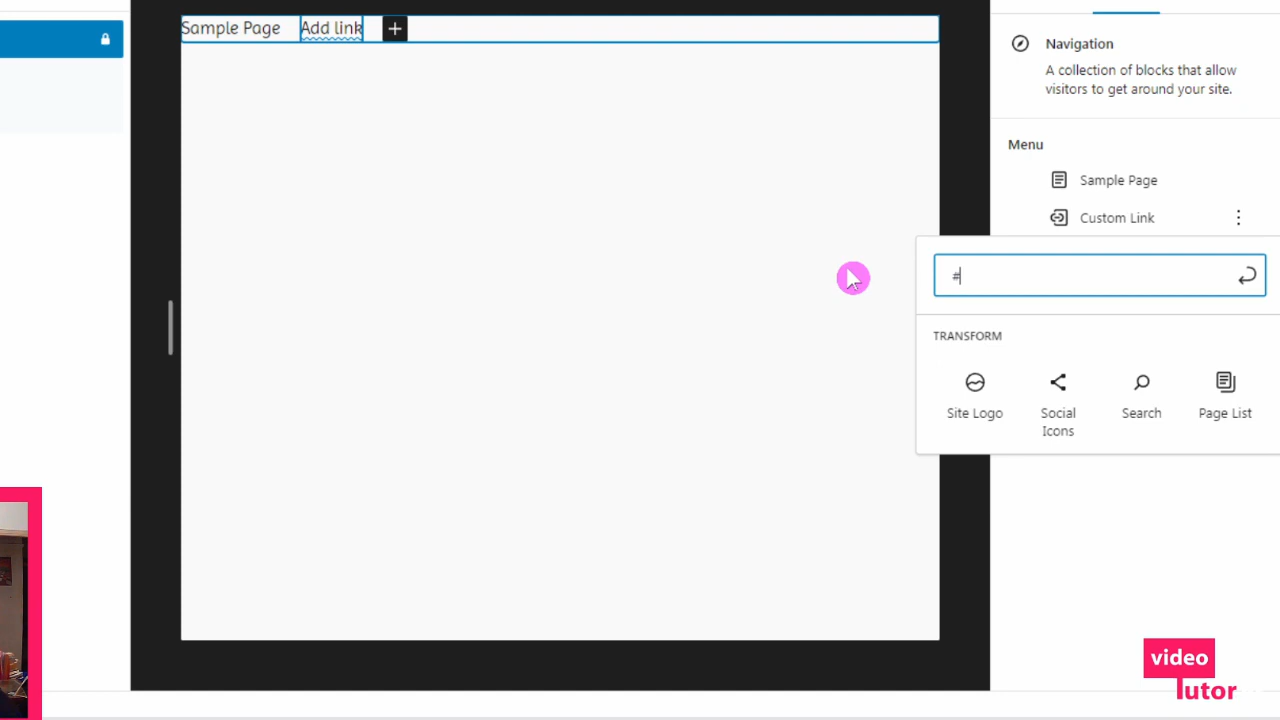 Sample Page
Add link
Navigation
A collection of blocks that allow
visitors to get around your site.
Menu
Sample Page
Custom Link
#
TRANSFORM
Site Logo
Social
Icons
Search
Page List
video
Tutor